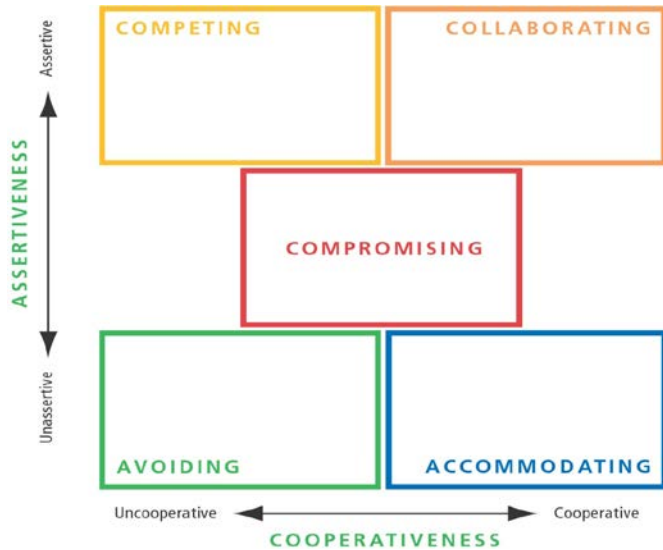 COMPETING
COLLABORATING
Assertive
ASSERTIVENESS
COMPROMISING
Unassertive
AVOIDING
ACCOMMODATING
Uncooperative
Cooperative
COOPERATIVENESS